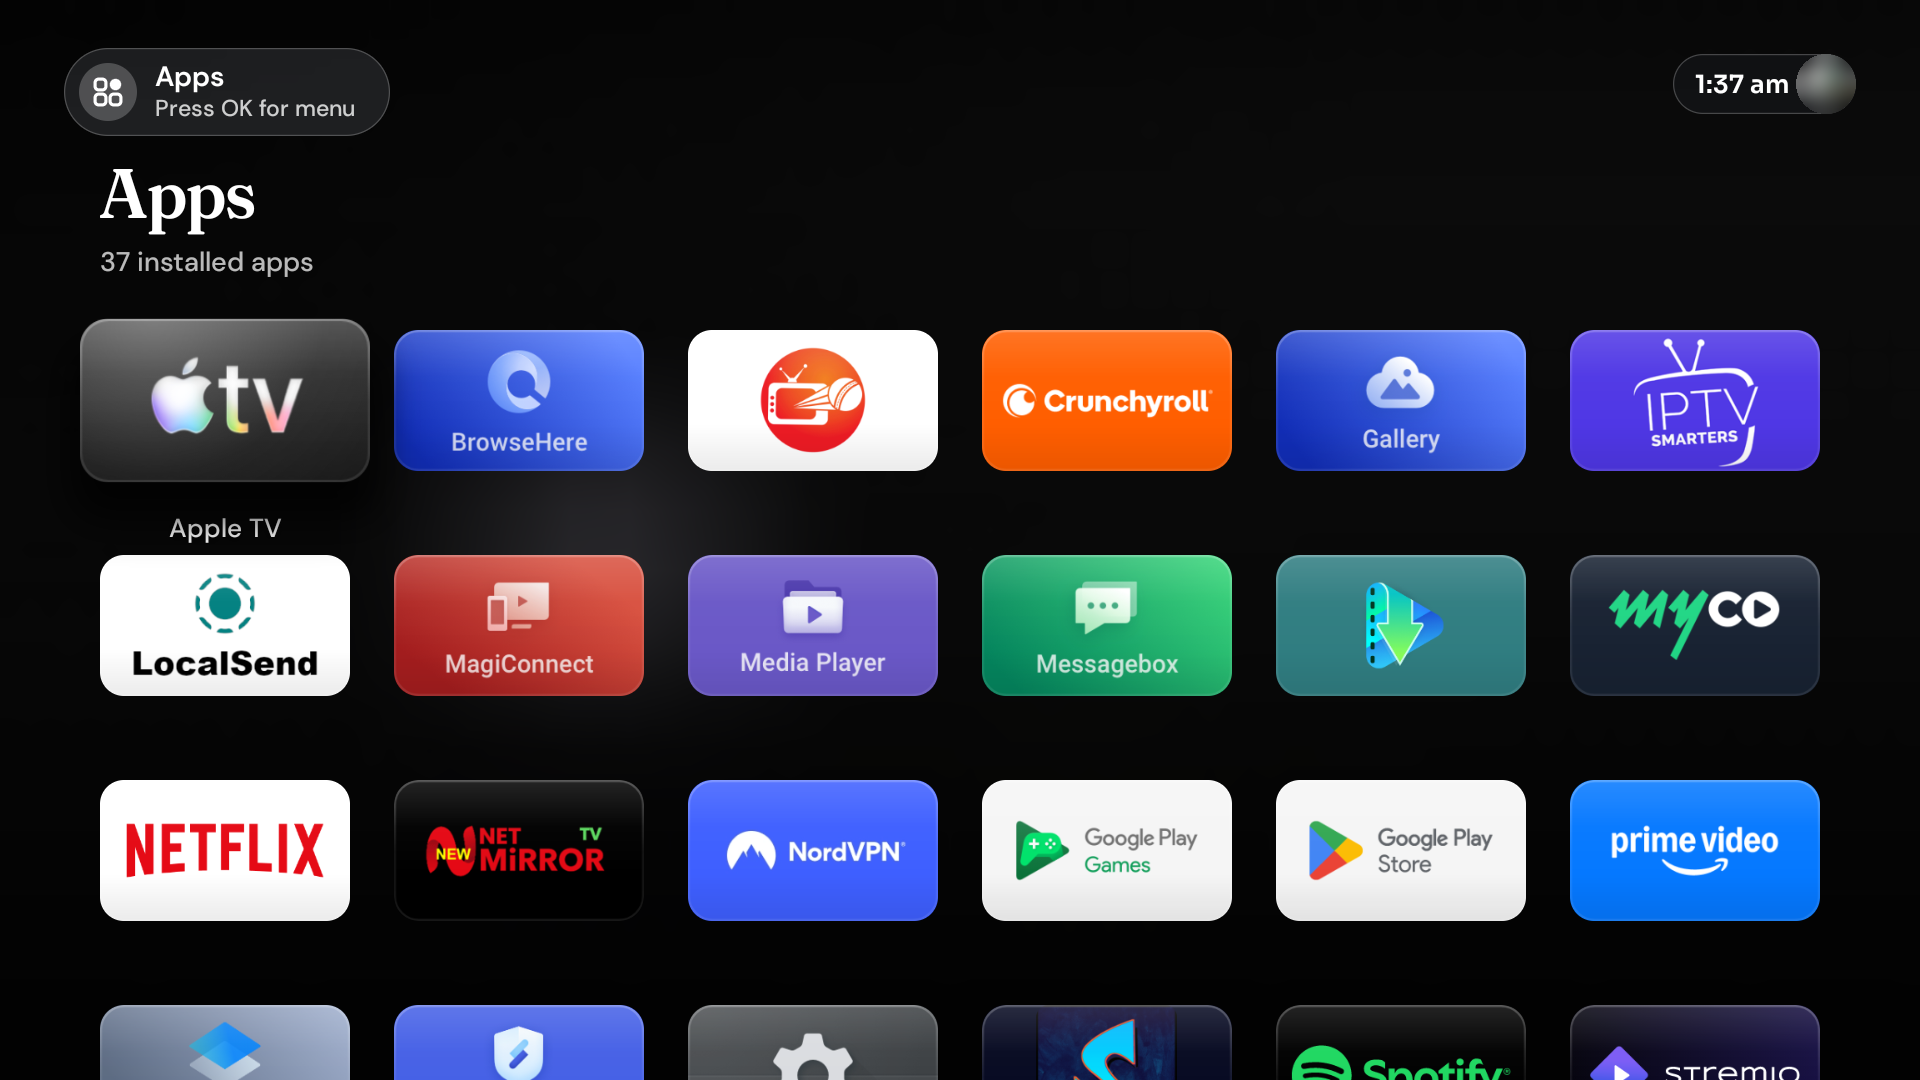 Apps
Press OK for menu
1:37 am
Apps
37 installed apps
tv
BrowseHere
Crunchyroll
Gallery
IPTV
SMARTERS
Apple TV
LocalSend
MagiConnect
Media Player
Messagebox
myco
NETFLIX
NEW
NET
MiRROR
TV
NordVPN
Google Play
Games
Google Play
Store
prime video
Spotify
STREMIO